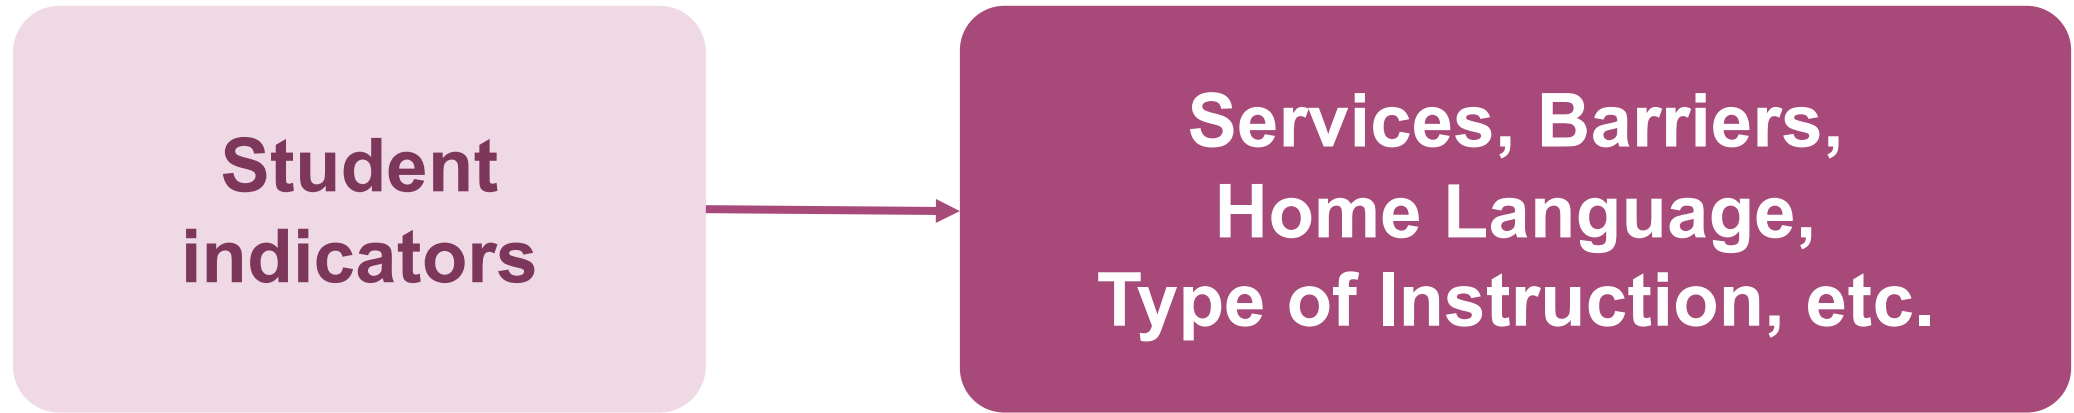 Student
indicators
Services, Barriers,
Home Language,
Type of Instruction, etc.